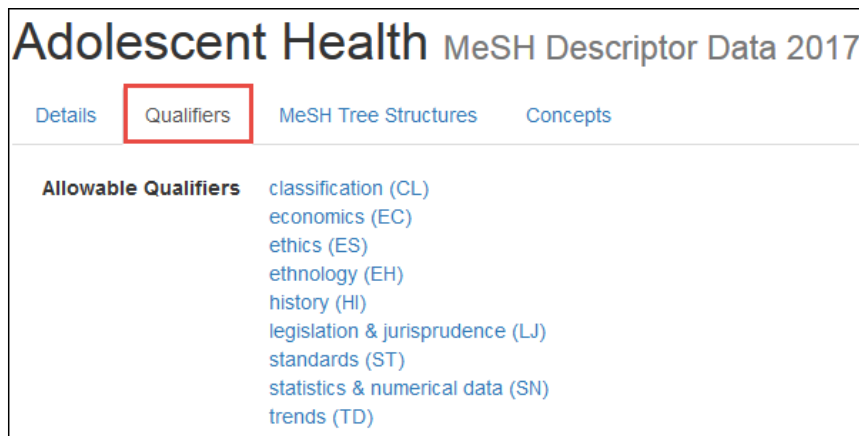 Adolescent Health MeSH Descriptor Data 2017
Details Qualifiers MeSH Tree Structures Concepts
Allowable Qualifiers classification (CL)
economics (EC)
ethics (ES)
ethnology (EH)
history (HI)
legislation & jurisprudence (LJ)
standards (ST)
statistics & numerical data (SN)
trends (TD)